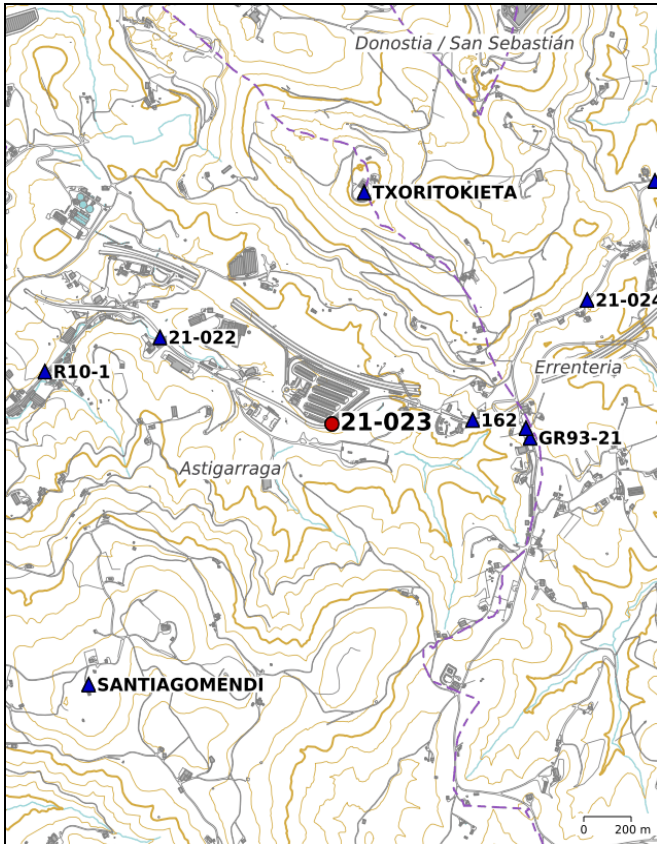 Donostia / San Sebastián
TXORITOKIETA
21-024
21-022
Errenteria
R10-1
21-023
162
GR93-21
Astigarraga
SANTIAGOMENDI
0 200 m